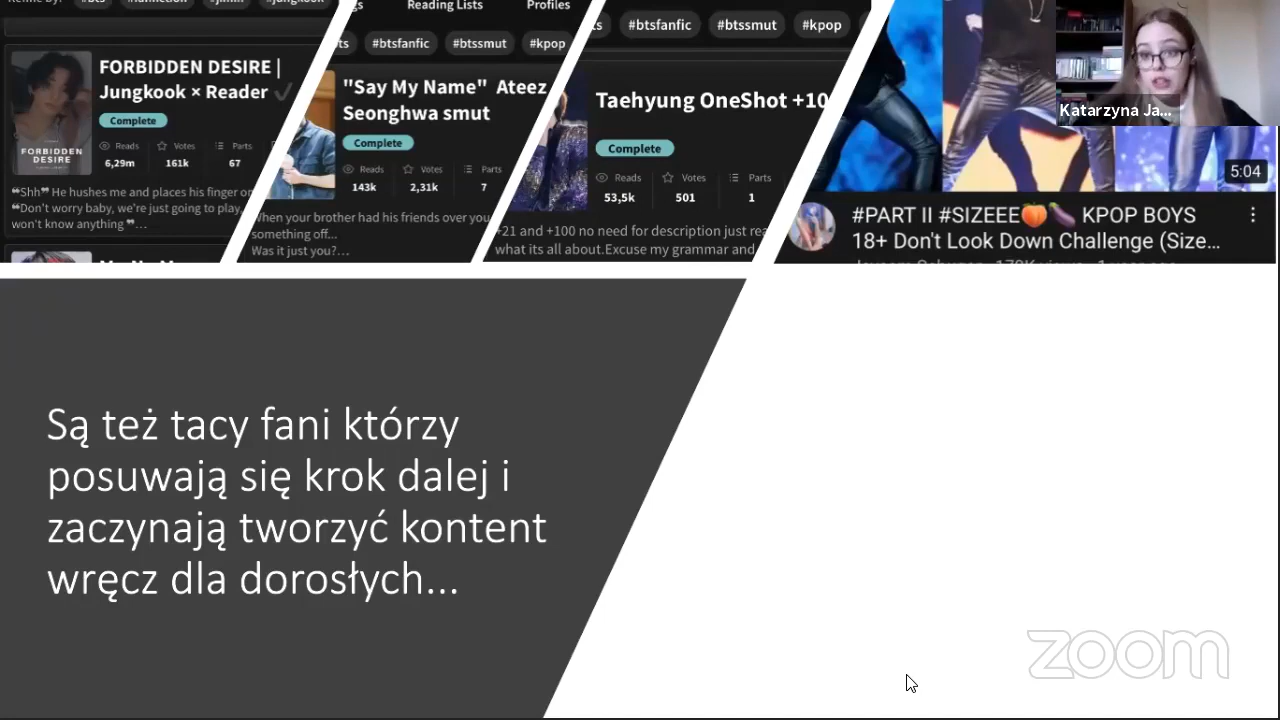 #bts #fanfiction #jimin #jungkook
FORBIDDEN DESIRE |
Jungkook × Reader
Complete
Reads Votes Parts
6,29m 161k 67
FORBIDDEN
DESIRE
❝Shh❞ He hushes me and places his finger on
❝Don't worry baby, we're just going to play,
won't know anything ❞…
Reading Lists Profiles
#btsfanfic #btssmut #kpop
"Say My Name" Ateez
Seonghwa smut
Complete
Reads Votes Parts
143k 2,31k 7
When your brother had his friends over you
something off...
Was it just you?…
#btsfanfic #btssmut #kpop
Taehyung OneShot +10
Complete
Reads Votes Parts
53,5k 501 1
+21 and +100 no need for description just rea
what its all about.Excuse my grammar and
Katarzyna Ja...
5:04
#PART II #SIZEEE🍑🍆 KPOP BOYS
18+ Don't Look Down Challenge (Size...
Są też tacy fani którzy
posuwają się krok dalej i
zaczynają tworzyć kontent
wręcz dla dorosłych...
zoom